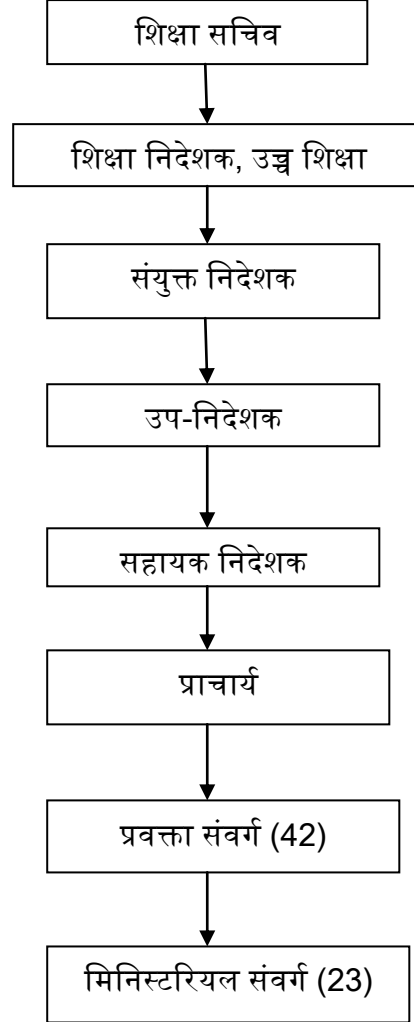 शिक्षा सचिव
शिक्षा निदेशक, उच्च शिक्षा
संयुक्त निदेशक
उप-निदेशक
सहायक निदेशक
प्राचार्य
प्रवक्ता संवर्ग (42)
मिनिस्टरियल संवर्ग (23)